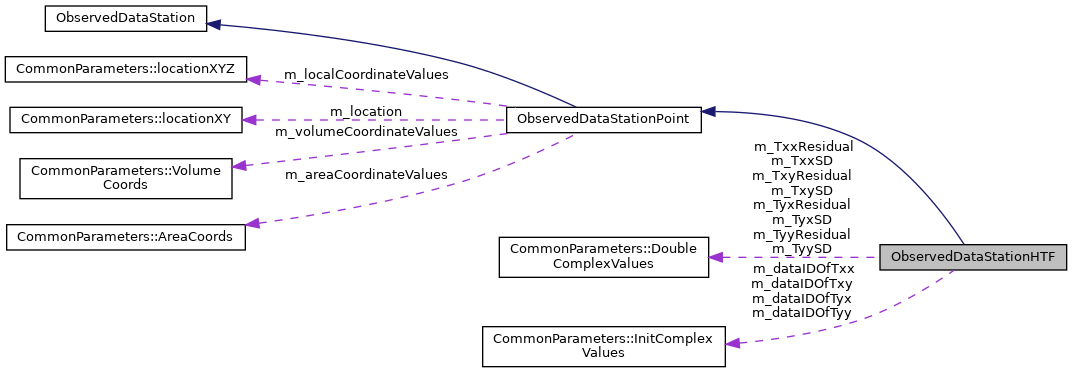 ObservedDataStation
CommonParameters::locationXYZ
m_localCoordinateValues
CommonParameters::locationXY
m_location
ObservedDataStationPoint
m_volumeCoordinateValues
CommonParameters::Volume
Coords
m_areaCoordinateValues
CommonParameters::AreaCoords
m_TxxResidual
m_TxxSD
m_TxyResidual
m_TxySD
m_TyxResidual
m_TyxSD
m_TyyResidual
m_TyySD
CommonParameters::Double
ComplexValues
ObservedDataStationHTF
m_dataIDOfTxx
m_dataIDOfTxy
m_dataIDOfTyx
m_dataIDOfTyy
CommonParameters::InitComplex
Values